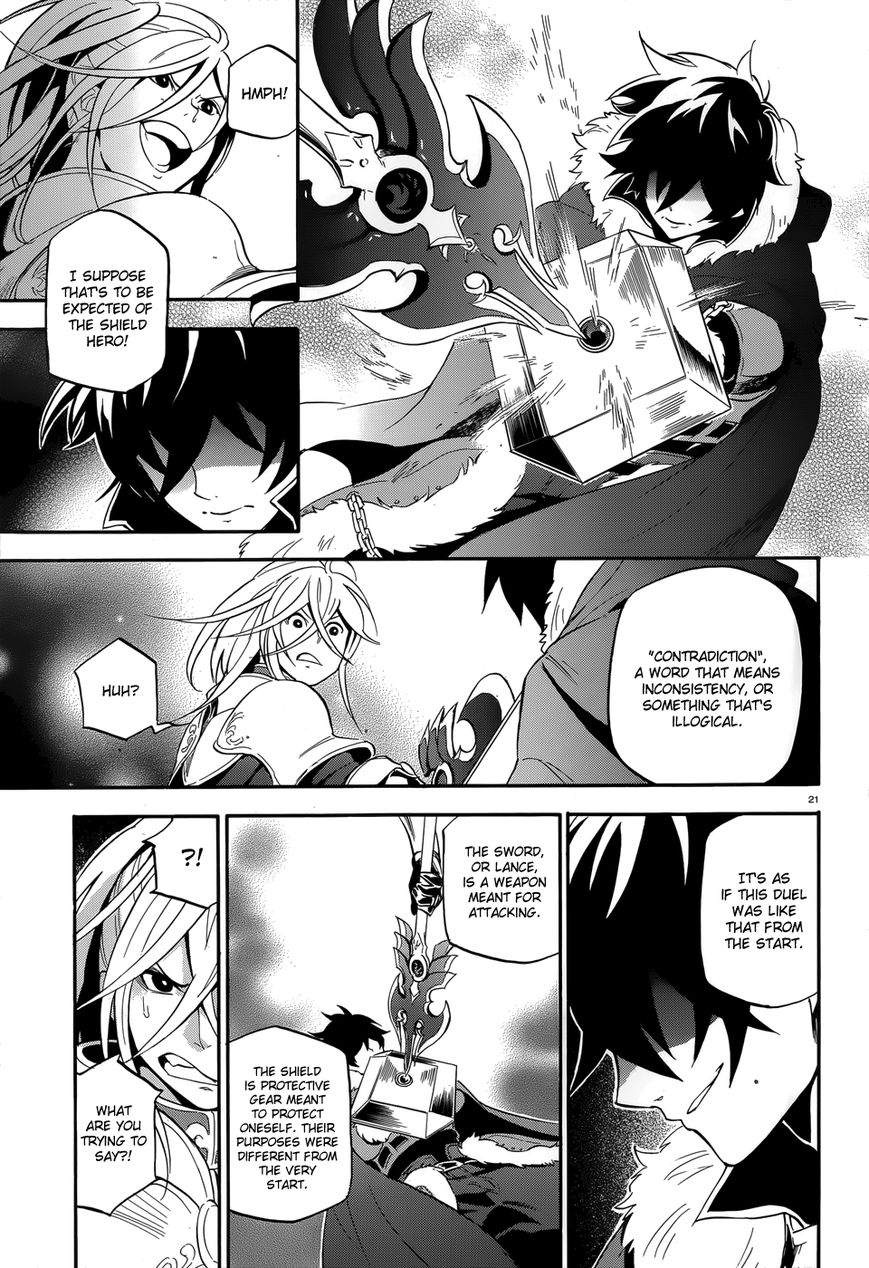 HMPH!
I SUPPOSE
THAT'S TO BE
EXPECTED
OF THE SHIELD
HERO!
"CONTRADICTION",
A WORD THAT MEANS
INCONSISTENCY, OR
SOMETHING THAT'S
ILLOGICAL.
HUH?
21
IT'S AS
IF THIS DUEL
WAS LIKE
THAT FROM
THE START.
THE SWORD,
OR LANCE,
IS A WEAPON
MEANT FOR
ATTACKING.
THE SHIELD
IS PROTECTIVE
GEAR MEANT
TO PROTECT
ONESELF. THEIR
PURPOSES WERE
DIFFERENT FROM
THE VERY
START.
?!
WHAT
ARE YOU
TRYING TO
SAY?!